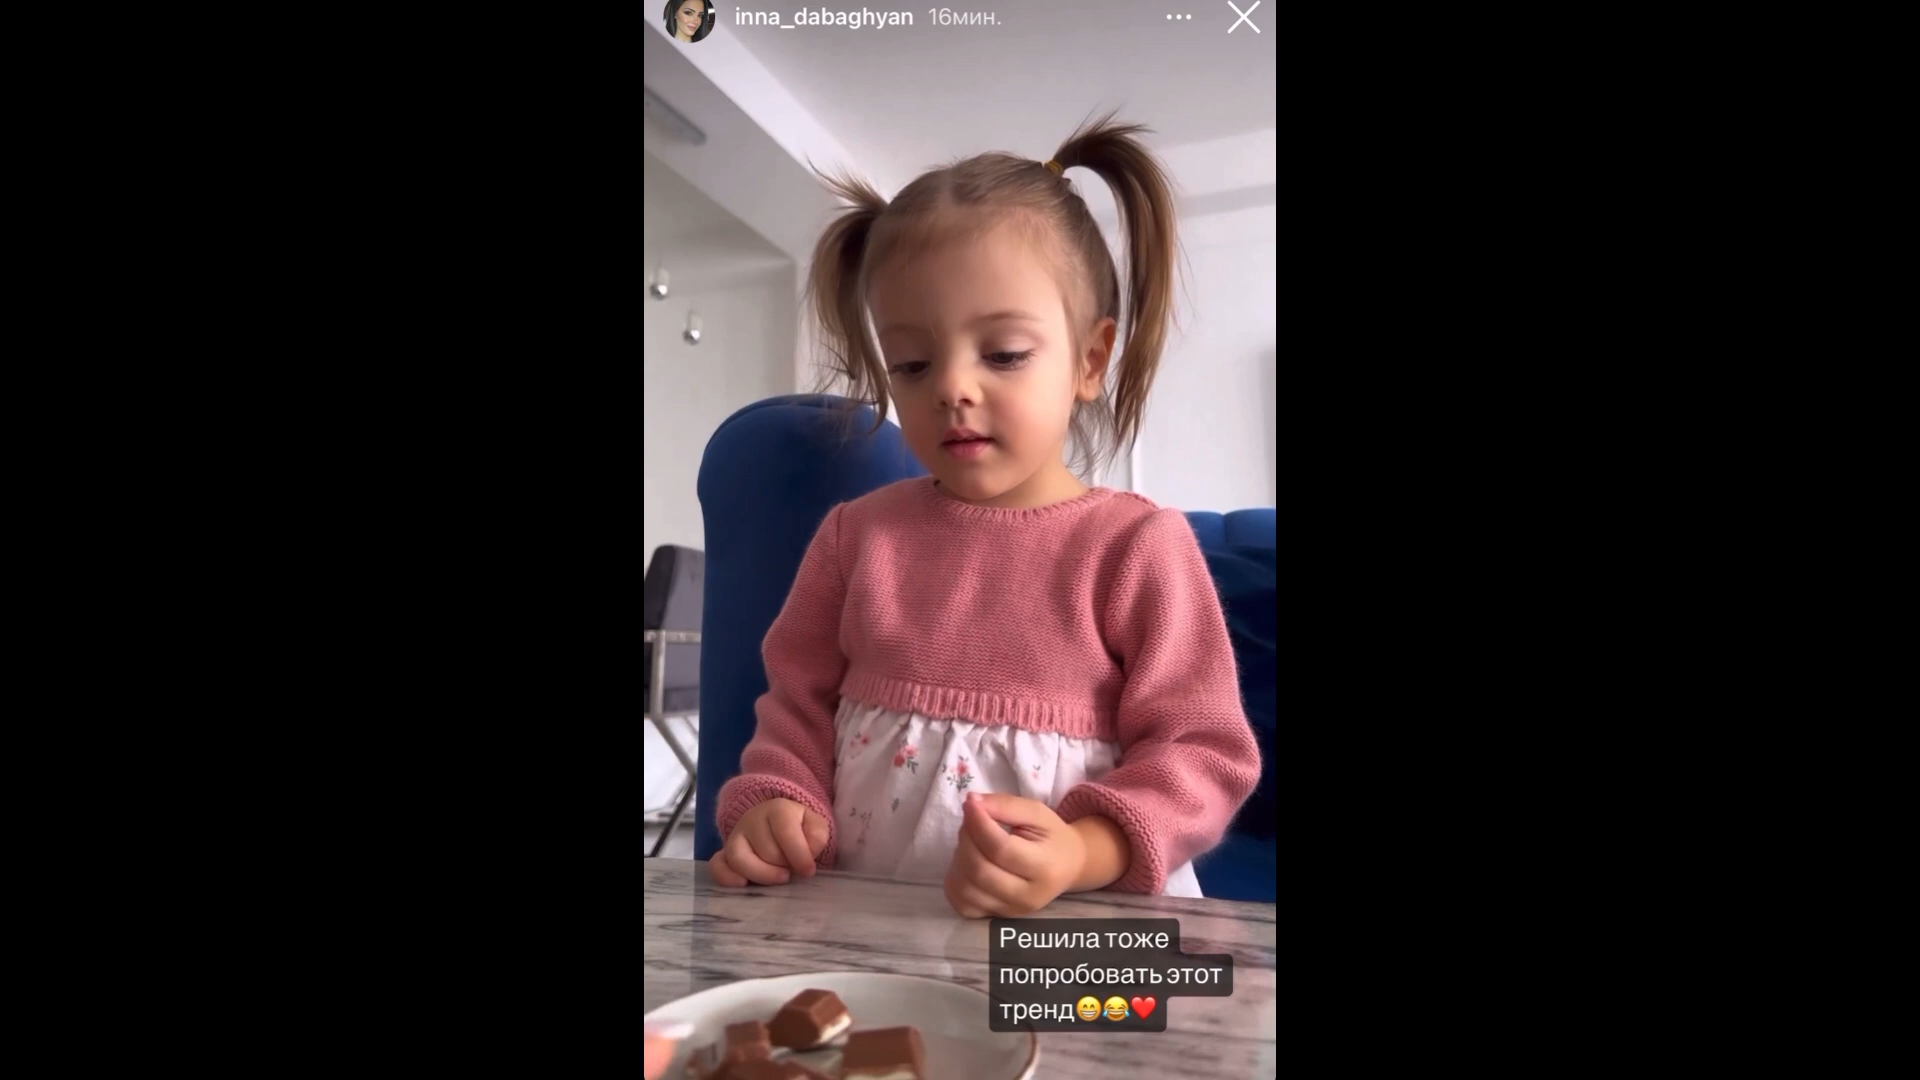 inna_dabaghyan 16мин.
Решила тоже
попробовать этот
тренд😁😂❤️